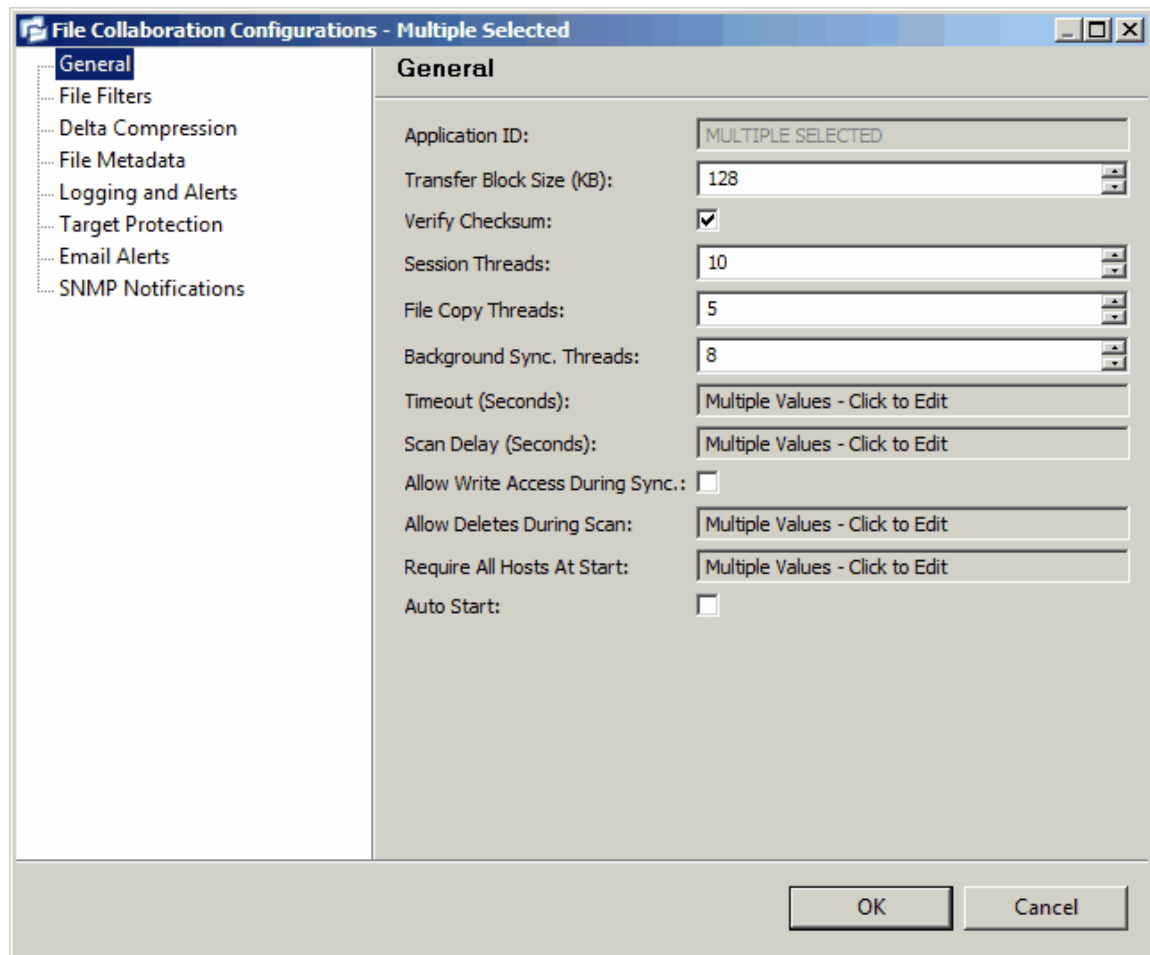 File Collaboration Configurations - Multiple Selected
General
File Filters
Delta Compression
File Metadata
Logging and Alerts
Target Protection
Email Alerts
SNMP Notifications
General
Application ID: MULTIPLE SELECTED
Transfer Block Size (KB): 128
Verify Checksum:
Session Threads: 10
File Copy Threads: 5
Background Sync. Threads: 8
Timeout (Seconds): Multiple Values - Click to Edit
Scan Delay (Seconds): Multiple Values - Click to Edit
Allow Write Access During Sync.:
Allow Deletes During Scan: Multiple Values - Click to Edit
Require All Hosts At Start: Multiple Values - Click to Edit
Auto Start:
OK Cancel